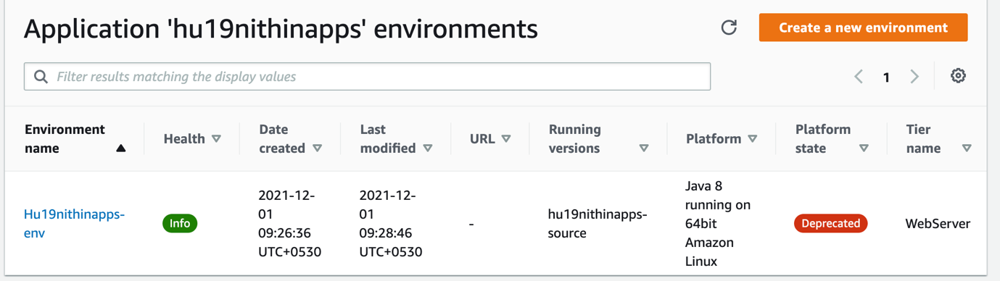 Application 'hu19nithinapps' environments
Create a new environment
Filter results matching the display values
1
Environment name
Health
Date created
Last modified
URL
Running versions
Platform
Platform state
Tier name
Hu19nithinapps-
env
Info
2021-12-
01
09:26:36
UTC+0530
2021-12-
01
09:28:46
UTC+0530
-
hu19nithinapps-
source
Java 8
running on
64bit
Amazon
Linux
Deprecated
WebServer